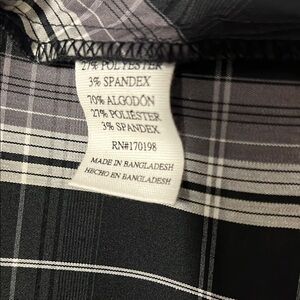 27% POLYESTER
3% SPANDEX
70% ALGODÓN
27% POLIÉSTER
3% SPANDEX
RN#170198
MADE IN BANGLADESH
HECHO EN BANGLADESH